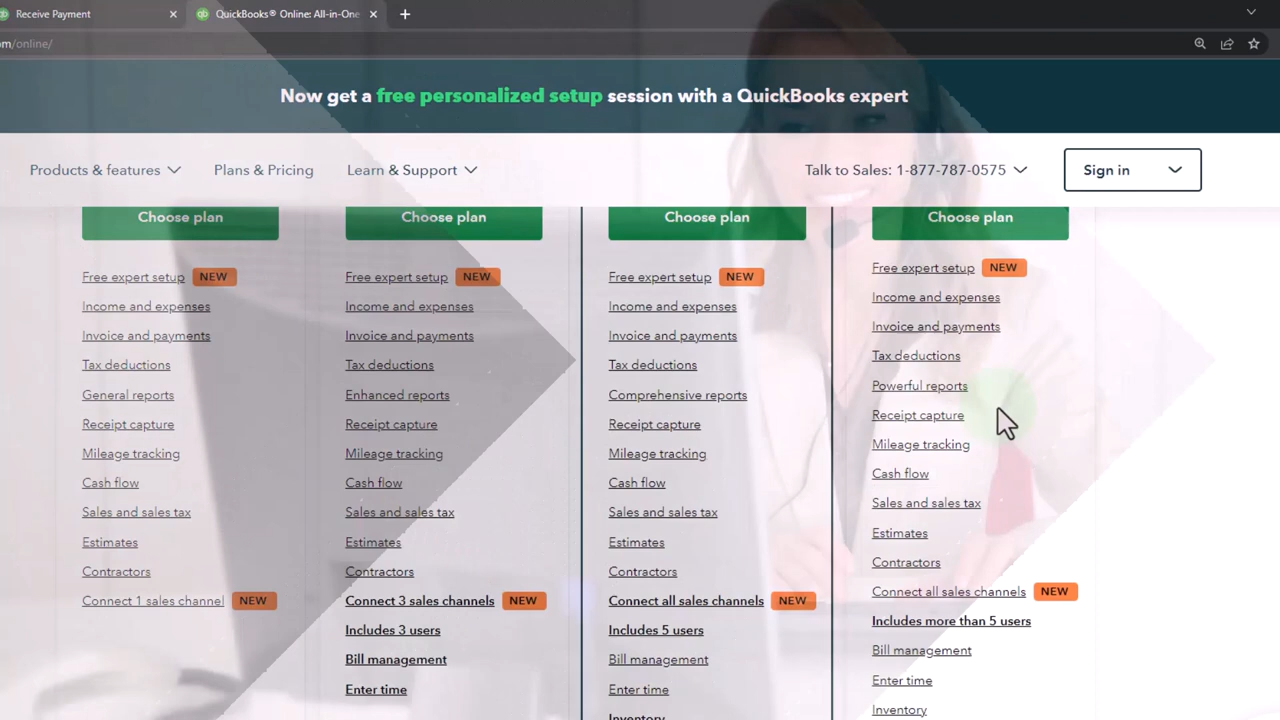 Receive Payment
QuickBooks® Online: All-in-One
om/online/
Now get a free personalized setup session with a QuickBooks expert
Products & features
Plans & Pricing
Learn & Support
Talk to Sales: 1-877-787-0575
Sign in
Choose plan
Free expert setup NEW
Income and expenses
Invoice and payments
Tax deductions
General reports
Receipt capture
Mileage tracking
Cash flow
Sales and sales tax
Estimates
Contractors
Connect 1 sales channel NEW
Choose plan
Free expert setup NEW
Income and expenses
Invoice and payments
Tax deductions
Enhanced reports
Receipt capture
Mileage tracking
Cash flow
Sales and sales tax
Estimates
Contractors
Connect 3 sales channels NEW
Includes 3 users
Bill management
Enter time
Choose plan
Free expert setup NEW
Income and expenses
Invoice and payments
Tax deductions
Comprehensive reports
Receipt capture
Mileage tracking
Cash flow
Sales and sales tax
Estimates
Contractors
Connect all sales channels NEW
Includes 5 users
Bill management
Enter time
Inventory
Choose plan
Free expert setup NEW
Income and expenses
Invoice and payments
Tax deductions
Powerful reports
Receipt capture
Mileage tracking
Cash flow
Sales and sales tax
Estimates
Contractors
Connect all sales channels NEW
Includes more than 5 users
Bill management
Enter time
Inventory